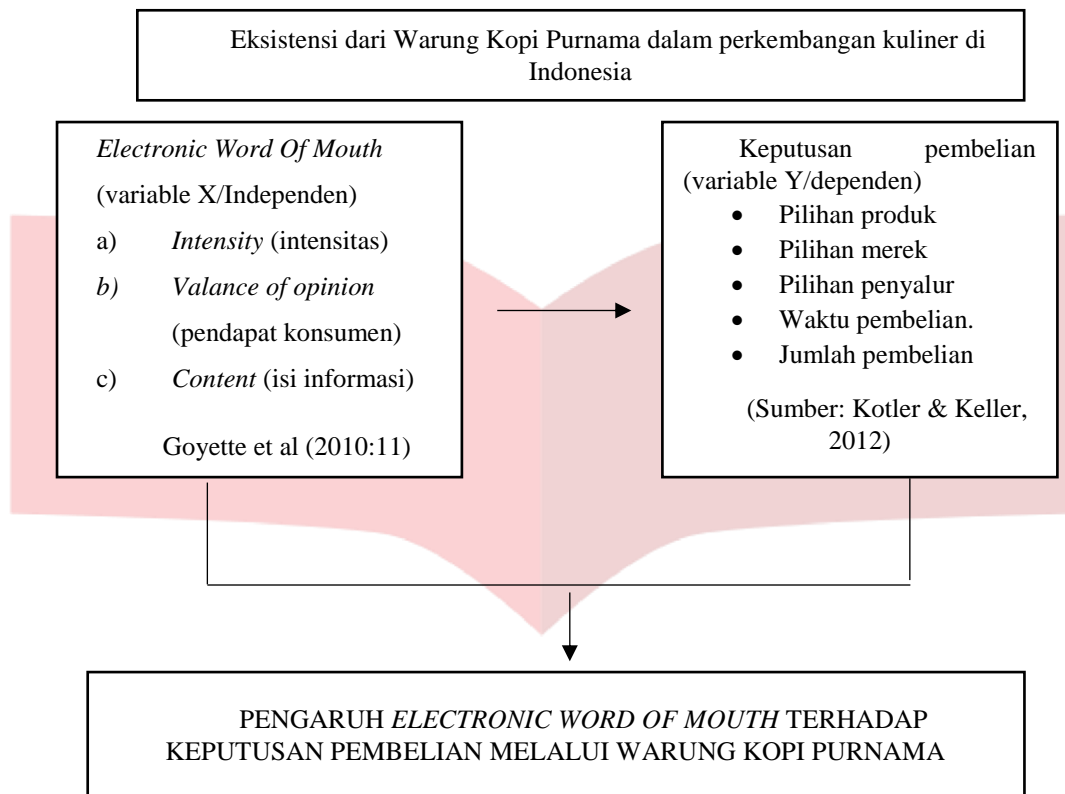 Eksistensi dari Warung Kopi Purnama dalam perkembangan kuliner di
Indonesia
Electronic Word Of Mouth
(variable X/Independen)
a) Intensity (intensitas)
b) Valance of opinion
(pendapat konsumen)
c) Content (isi informasi)
Goyette et al (2010:11)
Keputusan pembelian
(variable Y/dependen)
• Pilihan produk
• Pilihan merek
• Pilihan penyalur
• Waktu pembelian.
• Jumlah pembelian
(Sumber: Kotler & Keller,
2012)
PENGARUH ELECTRONIC WORD OF MOUTH TERHADAP
KEPUTUSAN PEMBELIAN MELALUI WARUNG KOPI PURNAMA